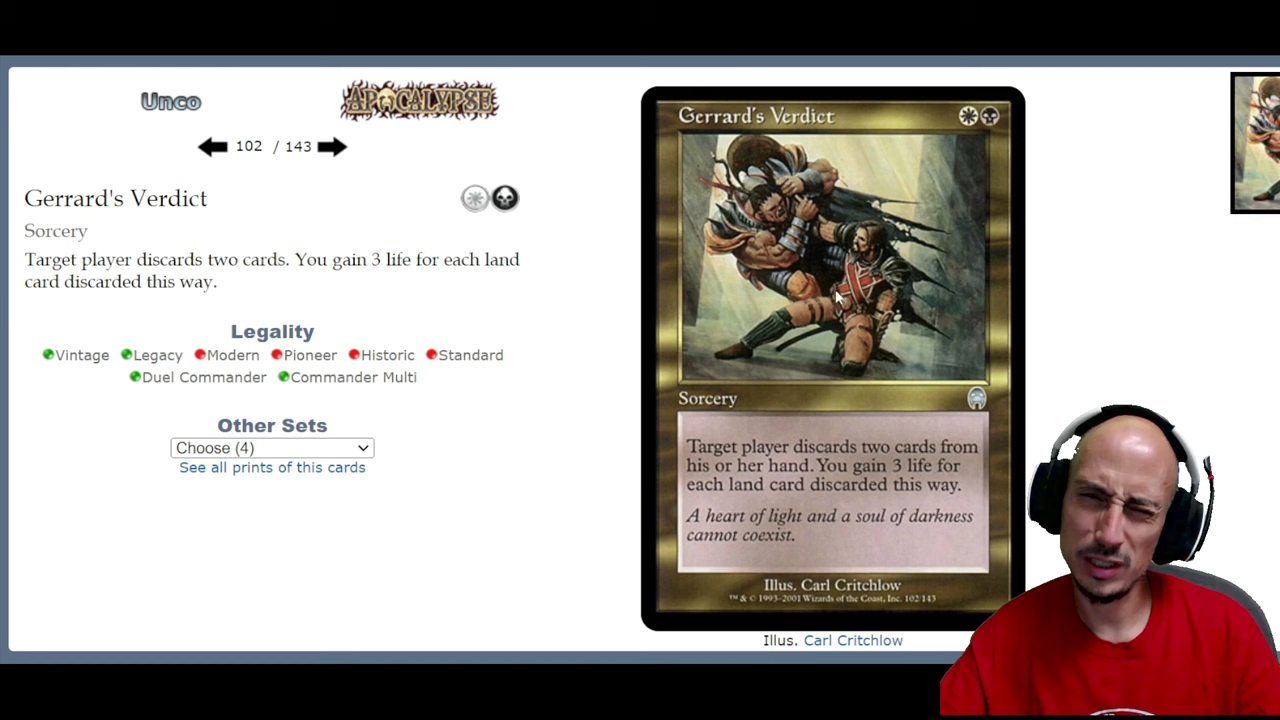 Unco
APOCALYPSE
102 / 143
Gerrard's Verdict
Sorcery
Target player discards two cards. You gain 3 life for each land
card discarded this way.
Legality
Vintage Legacy Modern Pioneer Historic Standard
Duel Commander Commander Multi
Other Sets
Choose (4)
See all prints of this cards
Gerrard's Verdict
Sorcery
Target player discards two cards from
his or her hand. You gain 3 life for
each land card discarded this way.
A heart of light and a soul of darkness
cannot coexist.
Illus. Carl Critchlow
™ & © 1993-2001 Wizards of the Coast, Inc. 102/143
Illus. Carl Critchlow